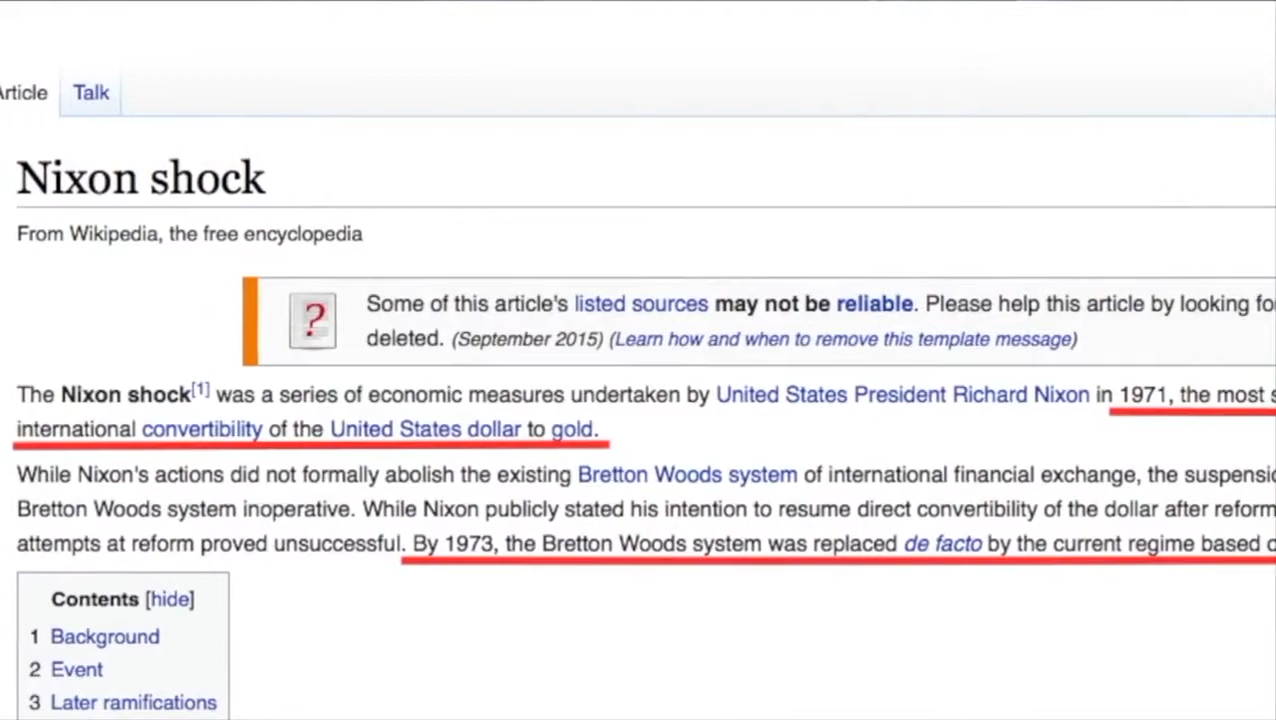 Article Talk
Nixon shock
From Wikipedia, the free encyclopedia
?
Some of this article's listed sources may not be reliable. Please help this article by looking fo
deleted. (September 2015) (Learn how and when to remove this template message)
The Nixon shock[1] was a series of economic measures undertaken by United States President Richard Nixon in 1971, the most s
international convertibility of the United States dollar to gold.
While Nixon's actions did not formally abolish the existing Bretton Woods system of international financial exchange, the suspensio
Bretton Woods system inoperative. While Nixon publicly stated his intention to resume direct convertibility of the dollar after reform
attempts at reform proved unsuccessful. By 1973, the Bretton Woods system was replaced de facto by the current regime based o
Contents [hide]
1 Background
2 Event
3 Later ramifications